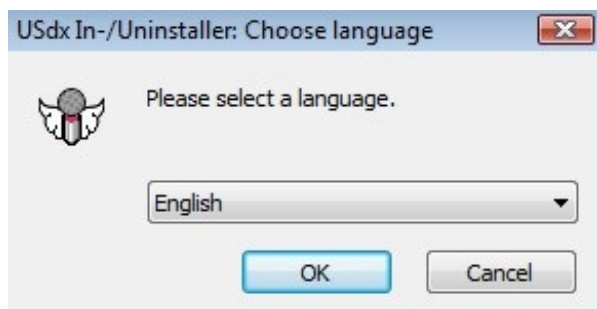 USdx In-/Uninstaller: Choose language
Please select a language.
English
OK
Cancel